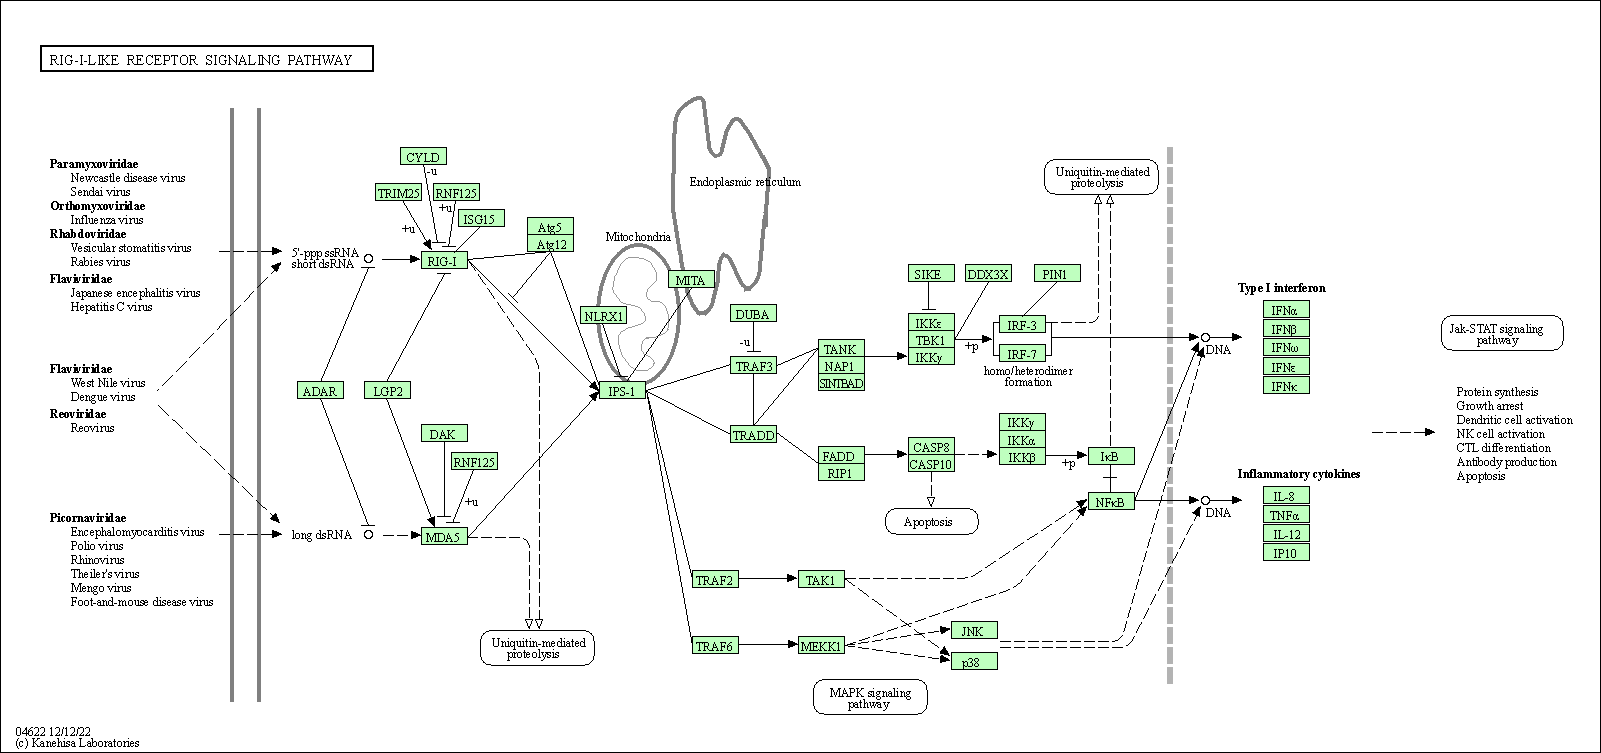 RIG-I-LIKE RECEPTOR SIGNALING PATHWAY
Paramyxoviridae
Newcastle disease virus
Sendai virus
Orthomyxoviridae
Influenza virus
Rhabdoviridae
Vesicular stomatitis virus
Rabies virus
Flaviviridae
Japanese encephalitis virus
Hepatitis C virus
Flaviviridae
West Nile virus
Dengue virus
Reoviridae
Reovirus
Picornaviridae
Encephalomyocarditis virus
Polio virus
Rhinovirus
Theiler's virus
Mengo virus
Foot-and-mouse disease virus
5'-ppp ssRNA
short dsRNA
long dsRNA
ADAR
LGP2
CYLD
-u
TRIM25
RNF125
+u
+u
ISG15
RIG-I
Atg5
Atg12
DAK
RNF125
+u
MDA5
Uniquitin-mediated
proteolysis
Mitochondria
Endoplasmic reticulum
NLRX1
MITA
IPS-1
DUBA
-u
TRAF3
TRADD
TANK
NAP1
SINTBAD
FADD
RIP1
TRAF2
TAK1
TRAF6
MEKK1
MAPK signaling
pathway
SIKE
DDX3X
PIN1
IKKε
TBK1
IKKγ
+p
IRF-3
IRF-7
homo/heterodimer
formation
Uniquitin-mediated
proteolysis
CASP8
CASP10
Apoptosis
IKKγ
IKKα
IKKβ
+p
IκB
NFκB
JNK
p38
DNA
DNA
Type I interferon
IFNα
IFNβ
IFNω
IFNε
IFNκ
Inflammatory cytokines
IL-8
TNFα
IL-12
IP10
Jak-STAT signaling
pathway
Protein synthesis
Growth arrest
Dendritic cell activation
NK cell activation
CTL differentiation
Antibody production
Apoptosis
04622 12/12/22
(c) Kanehisa Laboratories